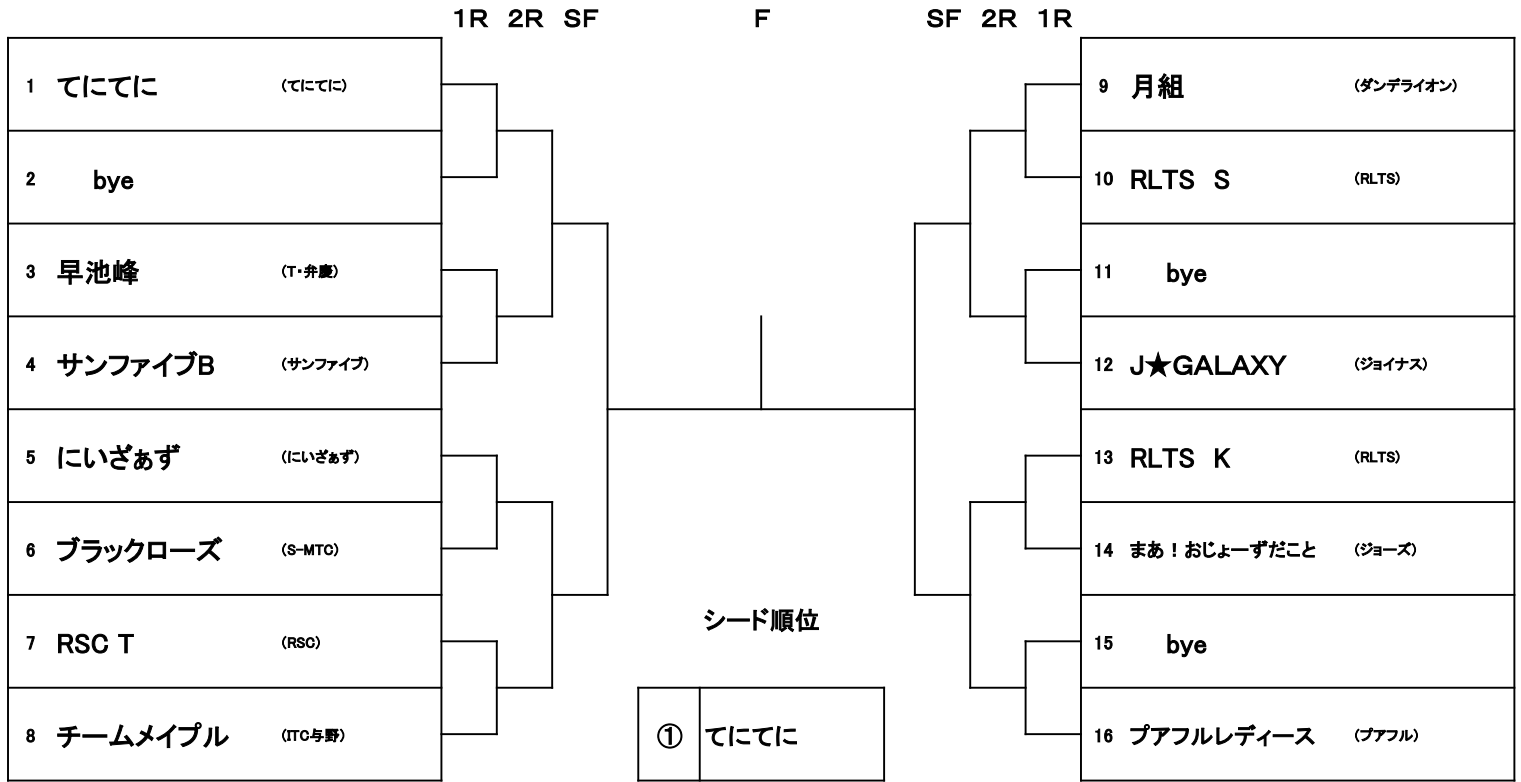 1R 2R SF F SF 2R 1R
1 てにてに (てにてに)
2 bye
3 早池峰 (T・弁慶)
4 サンファイブB (サンファイブ)
5 にいざぁず (にいざぁず)
6 ブラックローズ (S-MTC)
7 RSC T (RSC)
8 チームメイプル (ITC与野)
9 月組 (ダンデライオン)
10 RLTS S (RLTS)
11 bye
12 J★GALAXY (ジョイナス)
13 RLTS K (RLTS)
14 まあ！おじょーずだこと (ジョーズ)
15 bye
16 プアフルレディース (プアフル)
シード順位
① てにてに